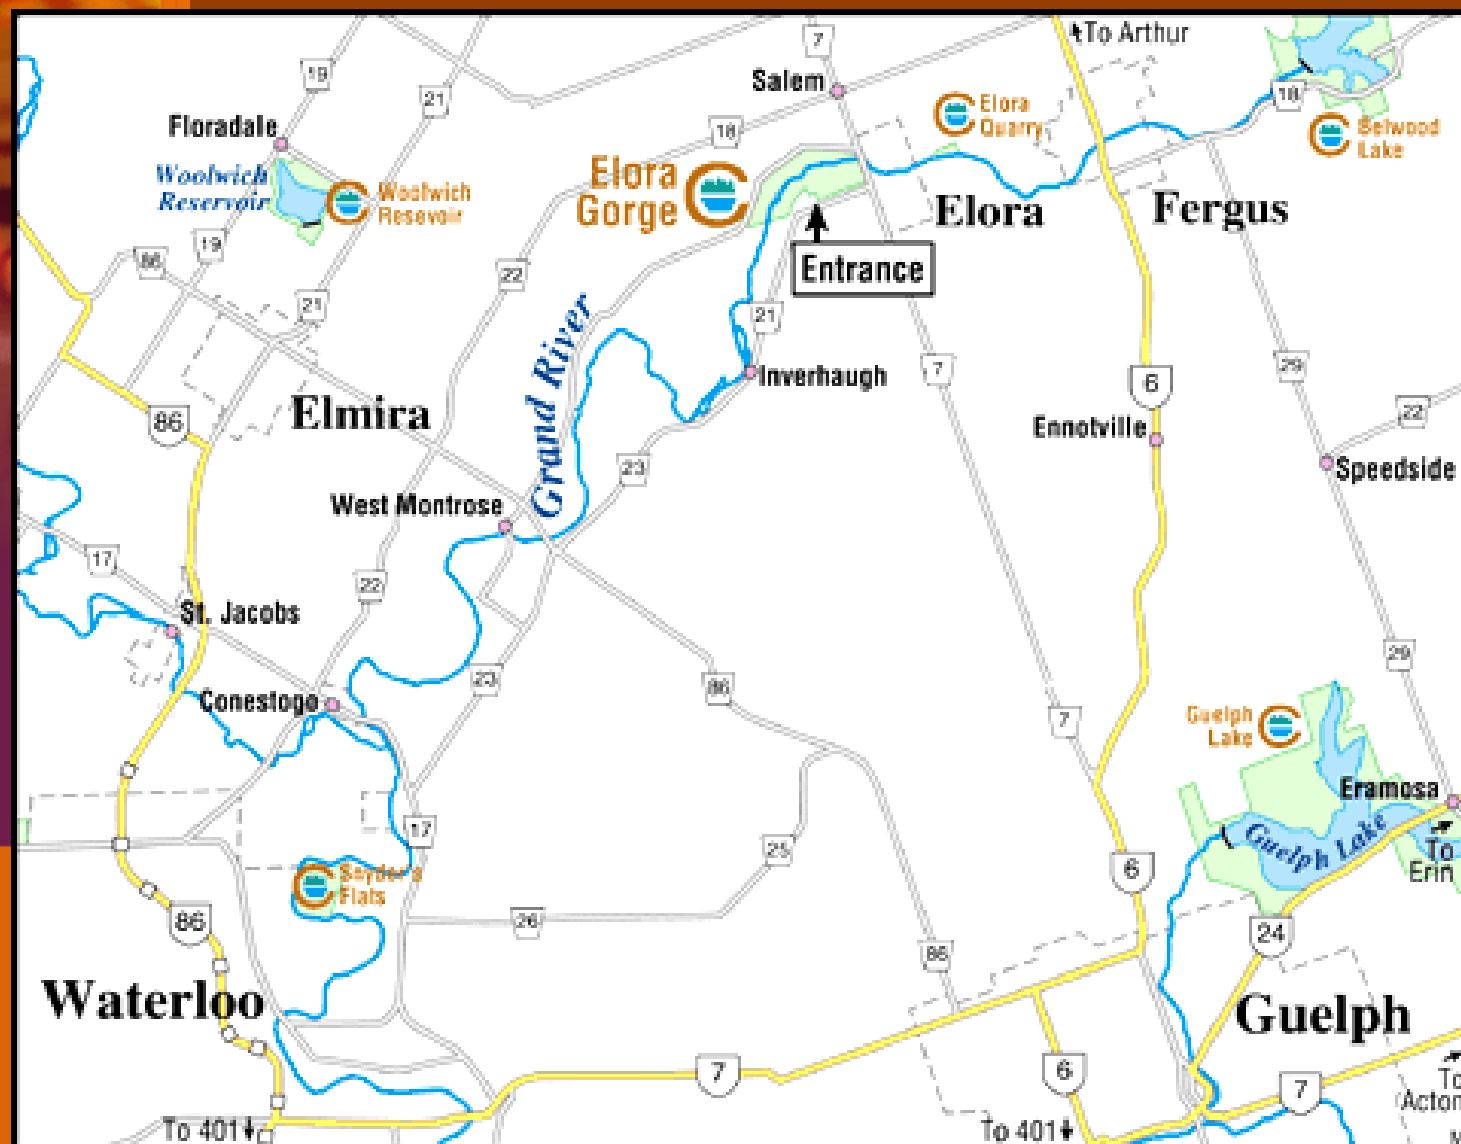 7
To Arthur
19
Salem
18
21
Elora
Quarry
Floradale
18
Belwood
Lake
Woolwich
Reservoir
Woolwich
Resevoir
Elora
Gorge
Elora
Fergus
19
86
22
Entrance
21
21
Grand River
7
29
Inverhaugh
6
86
Elmira
22
Ennotville
23
Speedside
West Montrose
17
22
St. Jacobs
29
23
86
Conestogo
7
Guelph
Lake
Eramosa
17
Guelph Lake
25
To
Erin
Snyder's
Flats
6
86
26
24
86
Waterloo
Guelph
7
6
7
To
Acton
To 401
To 401